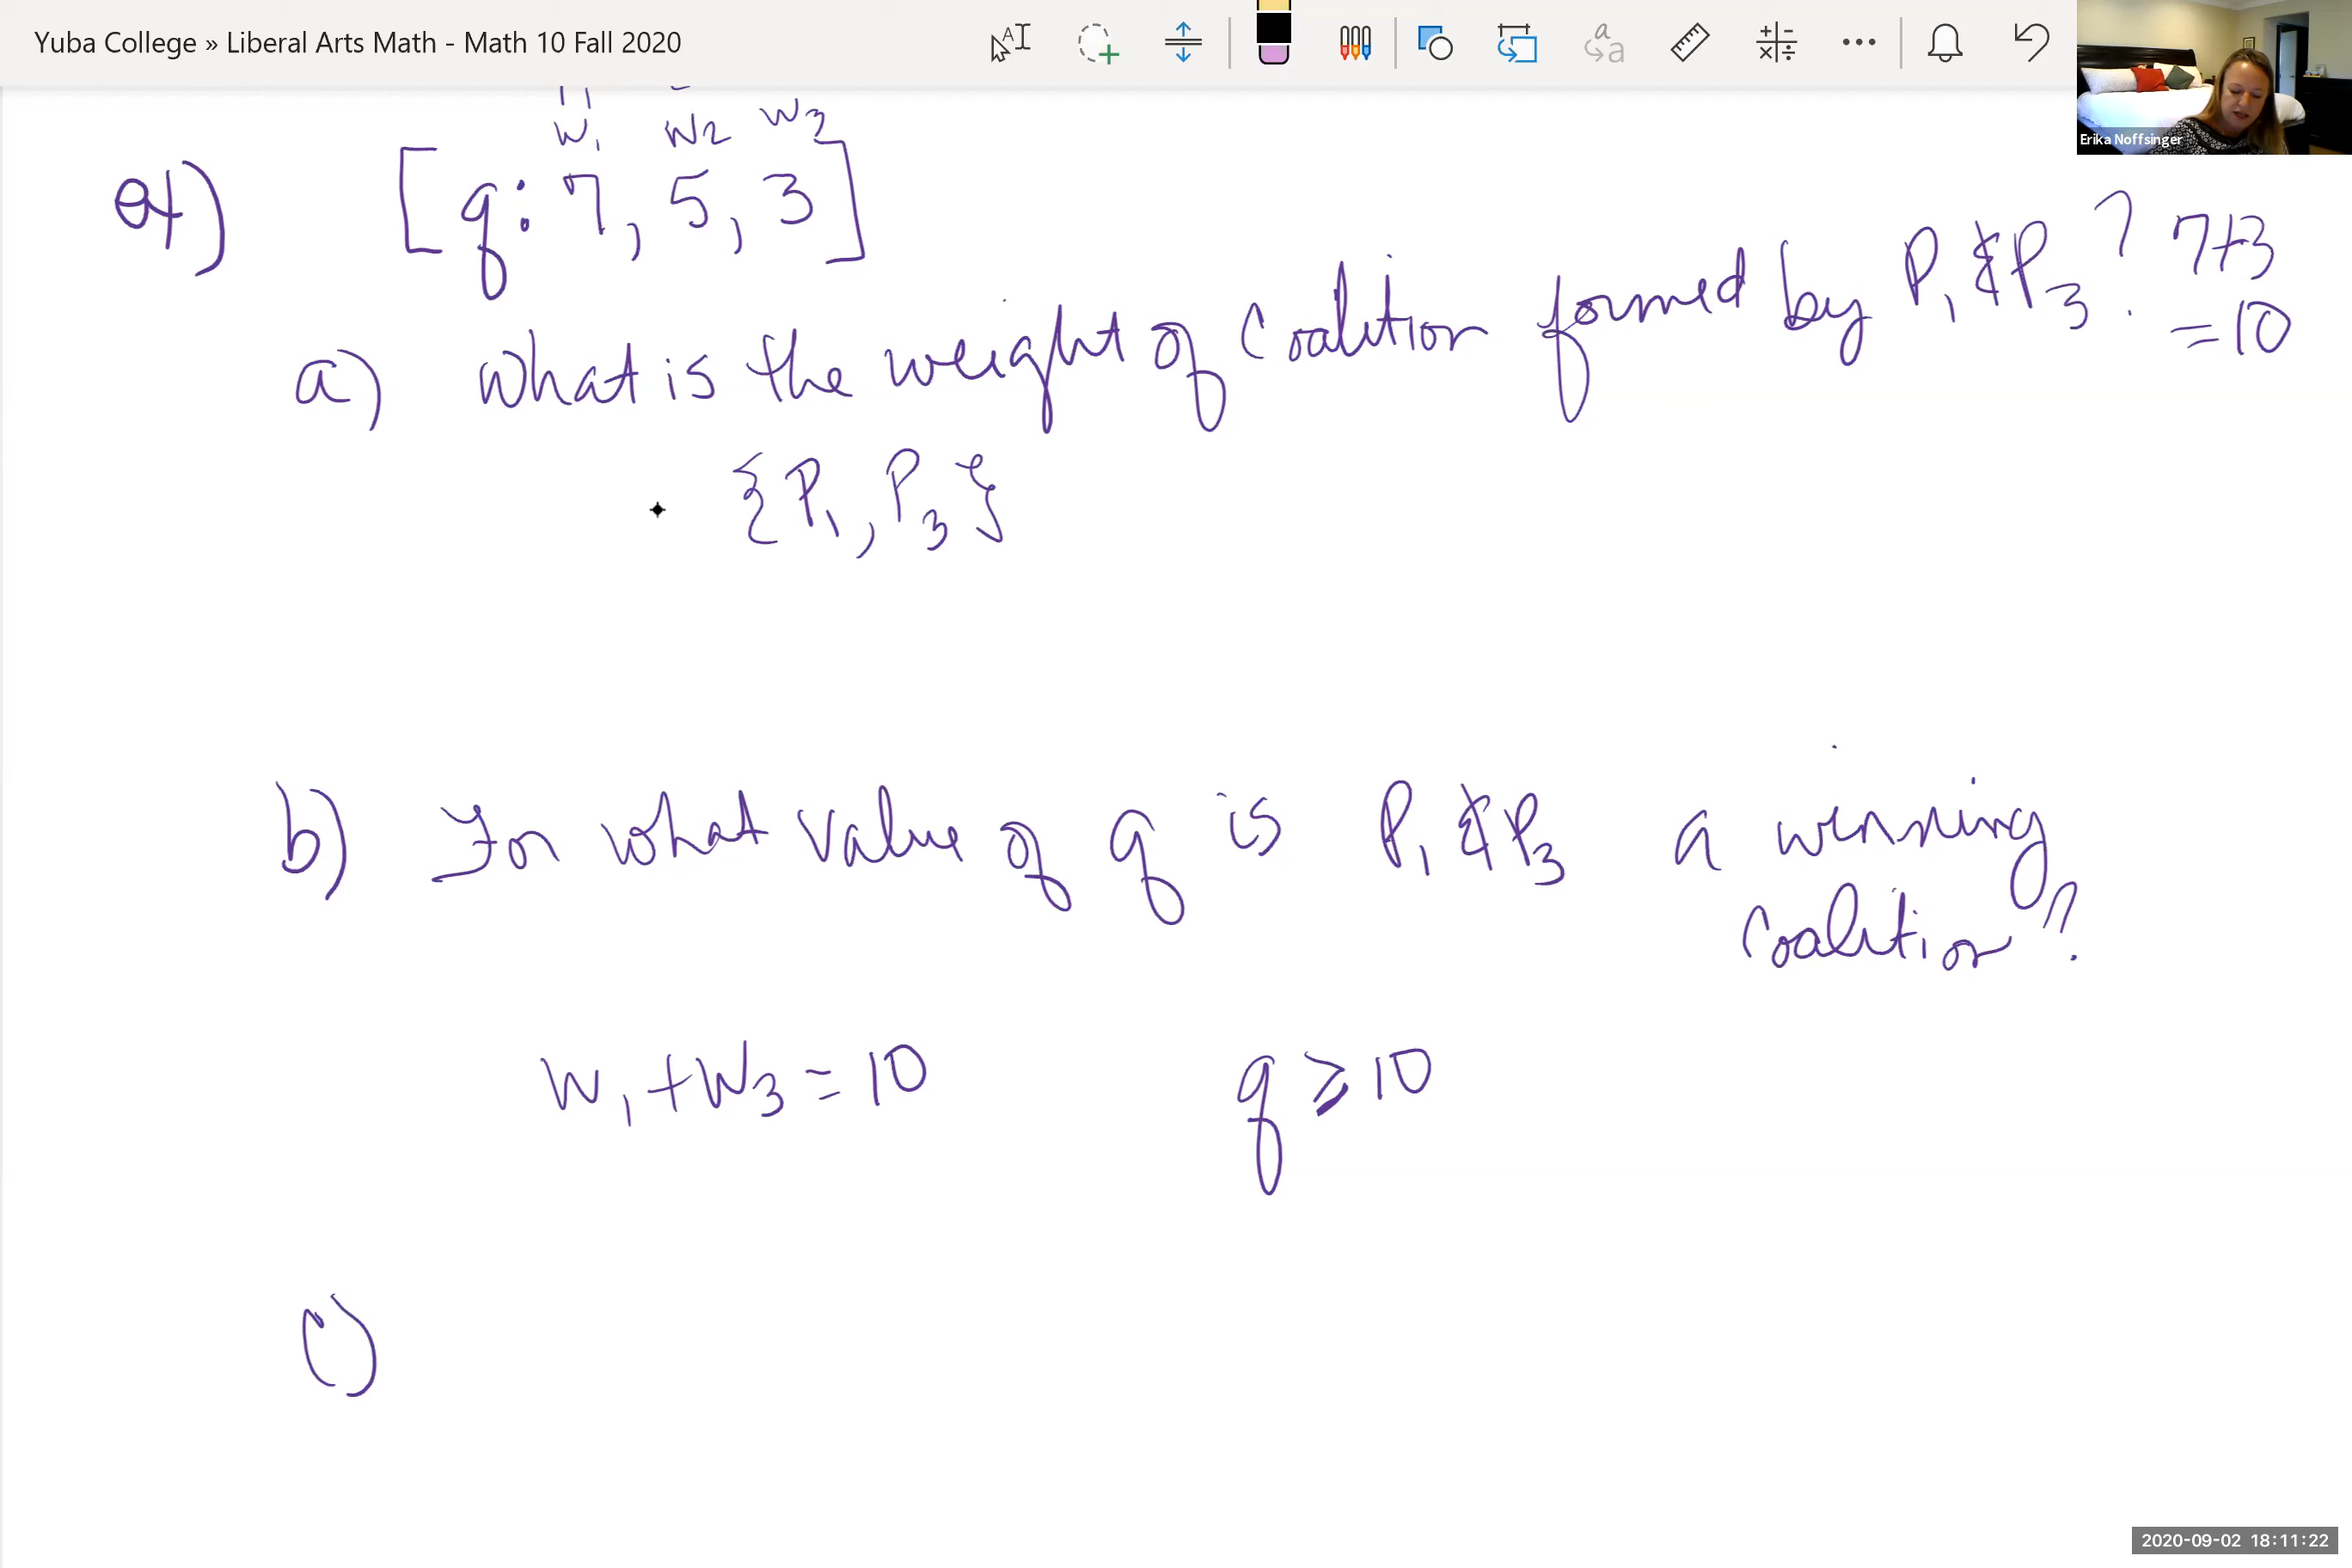 Yuba College » Liberal Arts Math - Math 10 Fall 2020
Erika Noffsinger
W₁ W₂ W₃
[q: 7, 5, 3]
a) What is the weight of Coalition formed by P₁ & P₃? 7+3
= 10
{P₁, P₃}
b) For what value of q is P₁ & P₃ a winning
Coalition?
W₁ + W₃ = 10 q ≥ 10
c)
2020-09-02 18:11:22